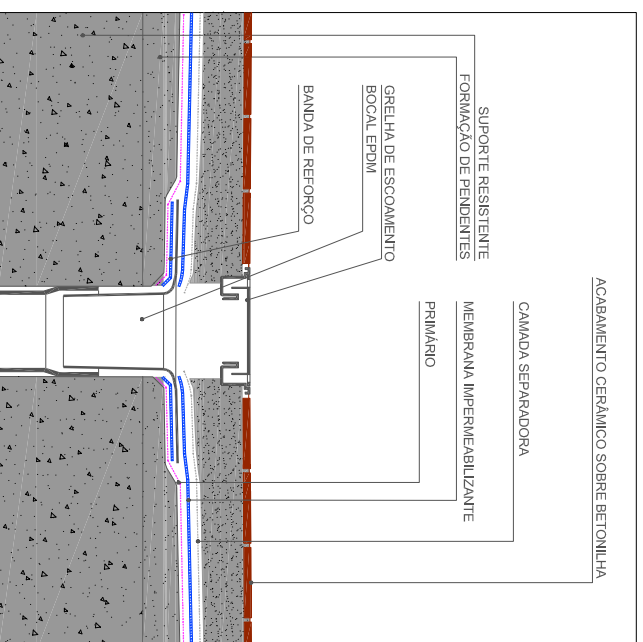 SUPORTE RESISTENTE
FORMAÇÃO DE PENDENTES
GRELHA DE ESCOAMENTO
BOCAL EPDM
BANDA DE REFORÇO
ACABAMENTO CERÂMICO SOBRE BETONILHA
CAMADA SEPARADORA
MEMBRANA IMPERMEABILIZANTE
PRIMÁRIO